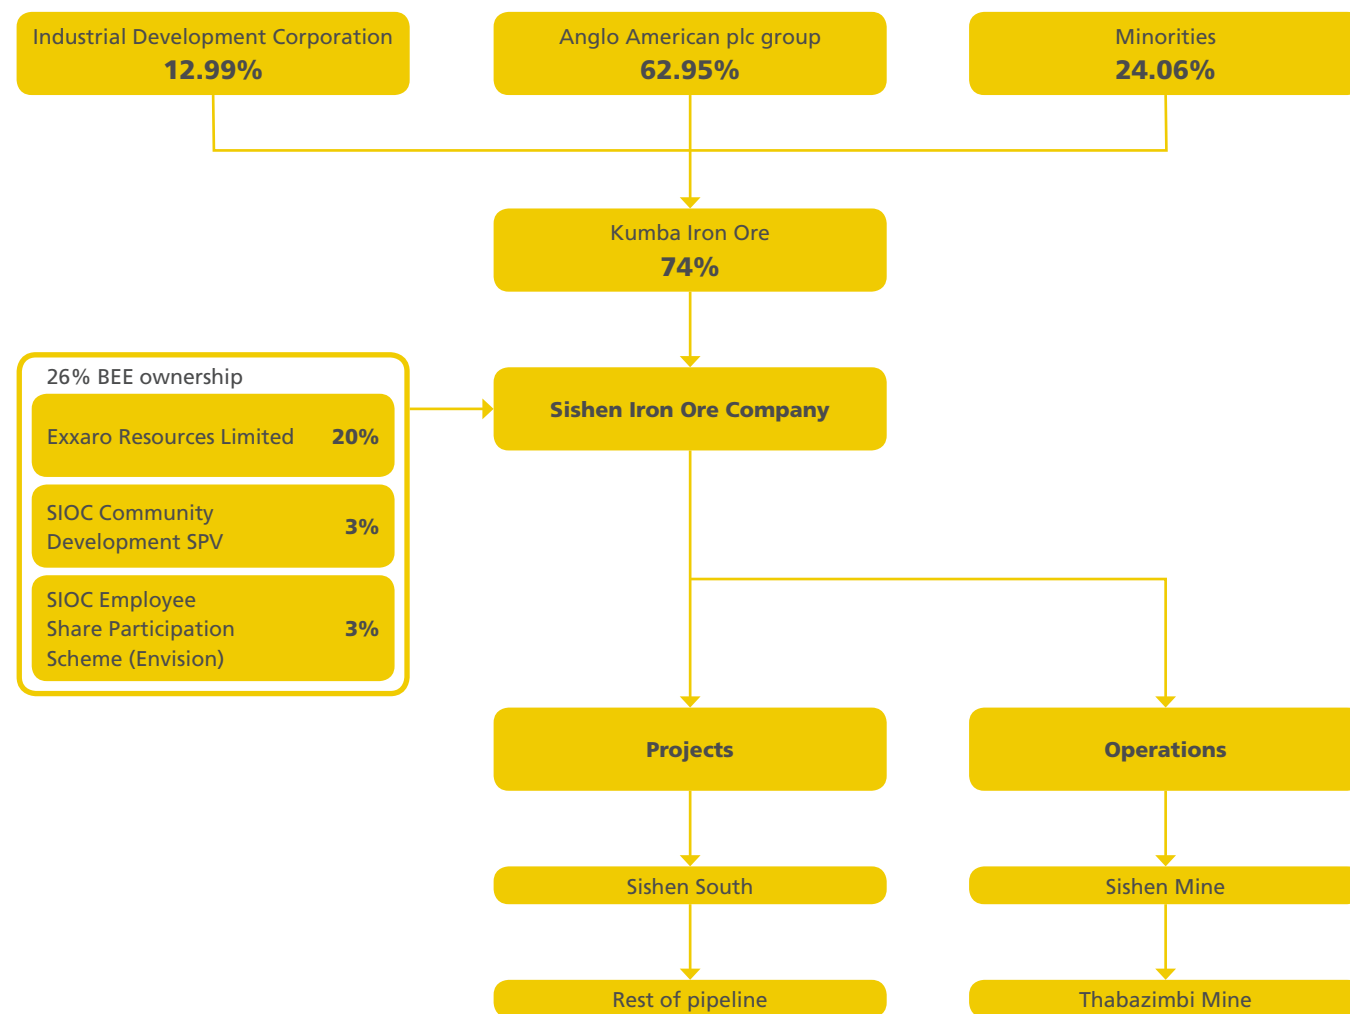 Industrial Development Corporation
12.99%
Anglo American plc group
62.95%
Minorities
24.06%
Kumba Iron Ore
74%
26% BEE ownership
Exxaro Resources Limited 20%
SIOC Community
Development SPV
3%
SIOC Employee
Share Participation
Scheme (Envision)
3%
Sishen Iron Ore Company
Projects
Operations
Sishen South
Sishen Mine
Rest of pipeline
Thabazimbi Mine